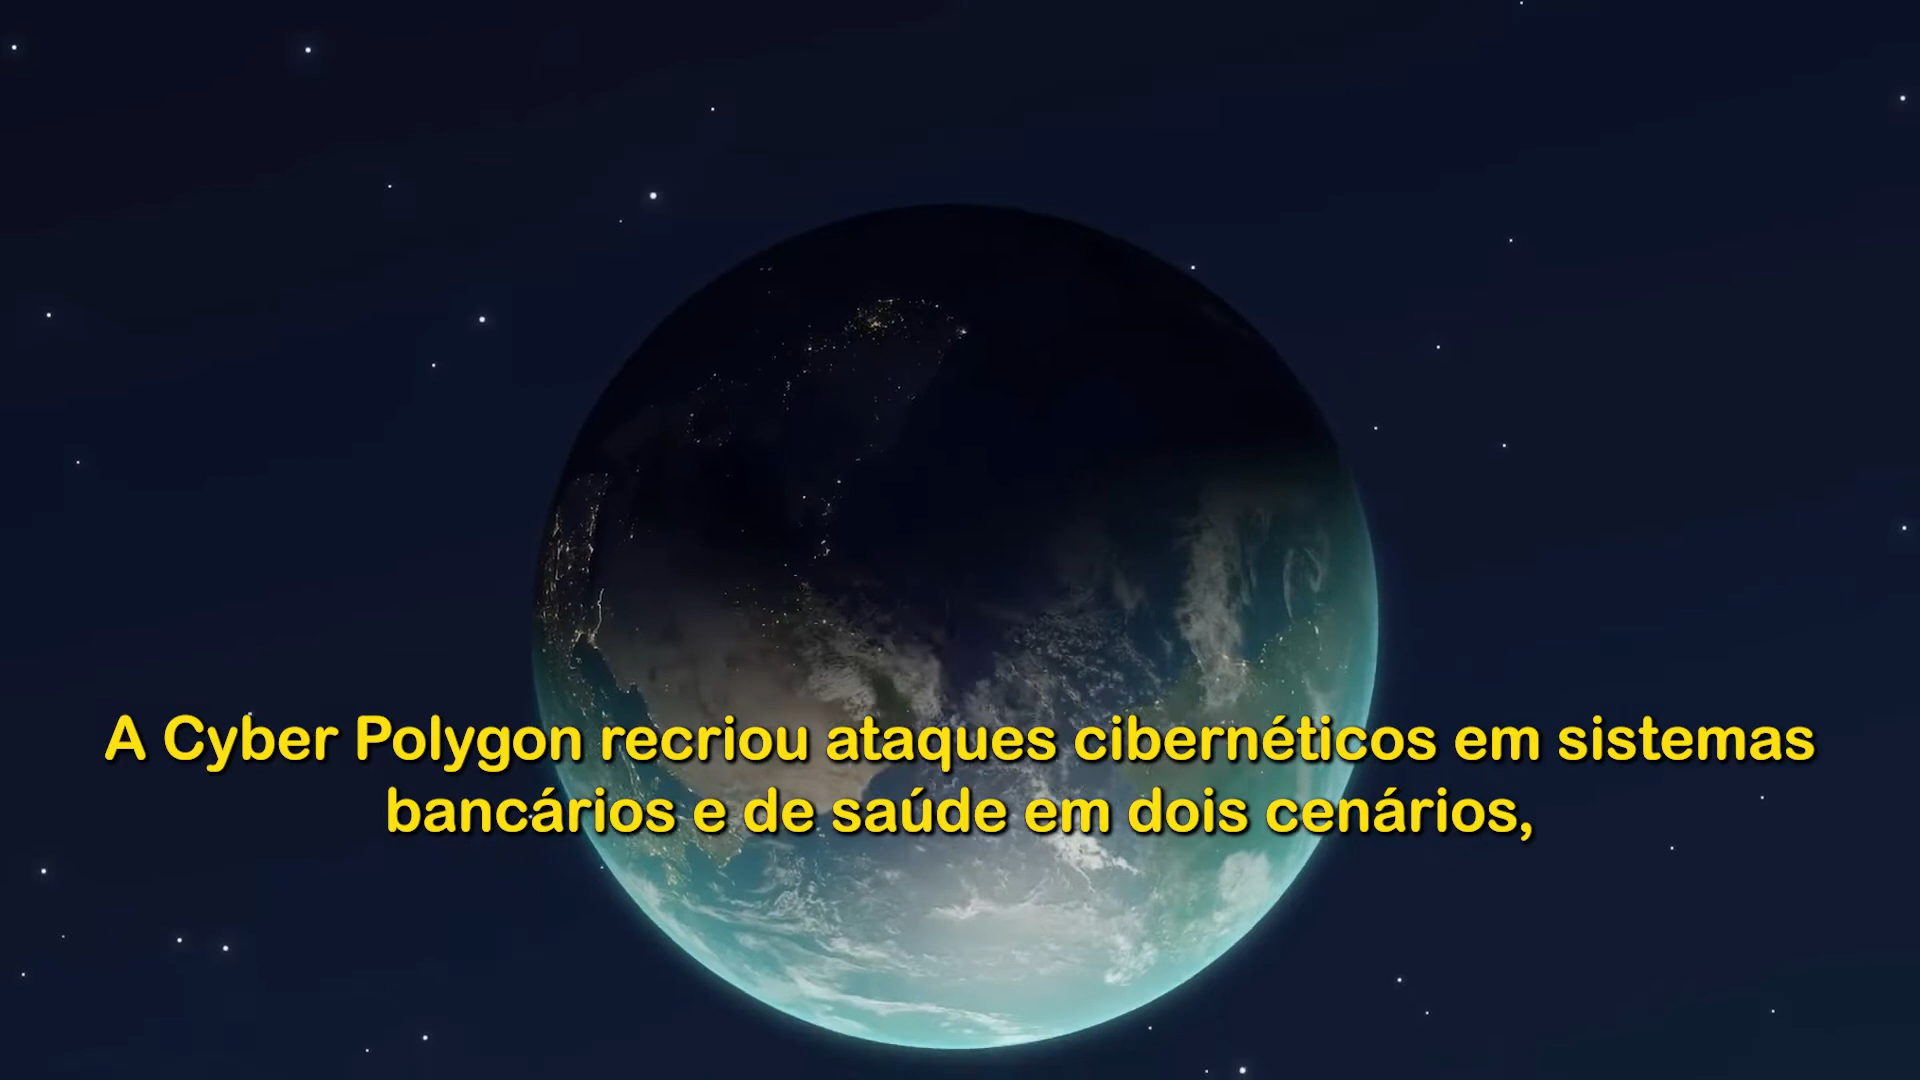 A Cyber Polygon recriou ataques cibernéticos em sistemas
bancários e de saúde em dois cenários,